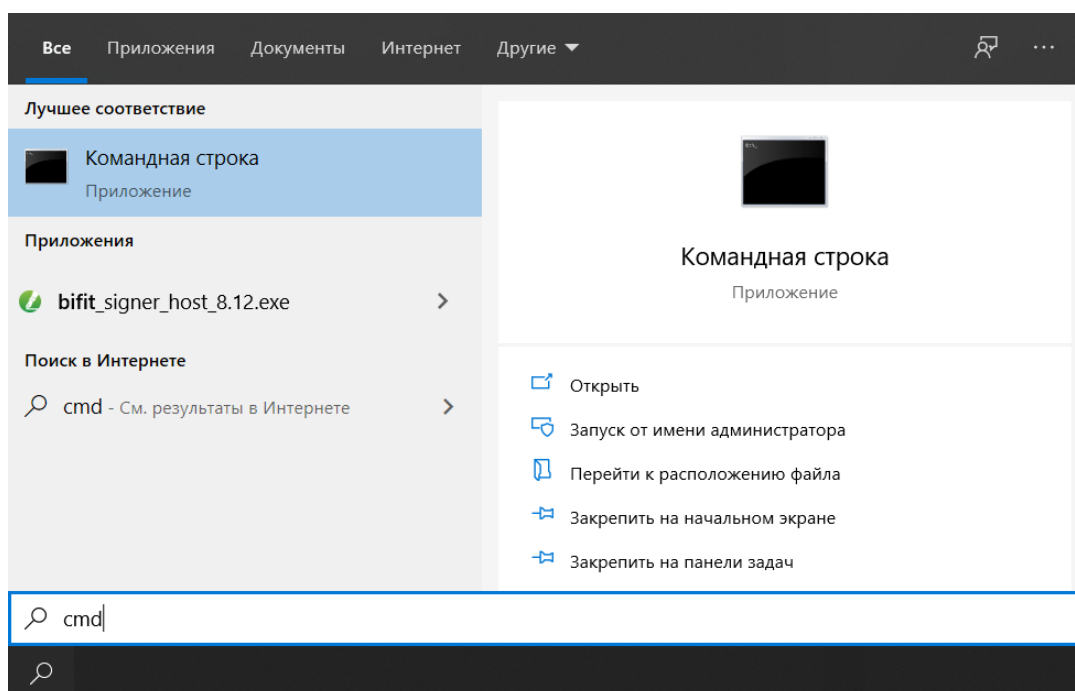 Все Приложения Документы Интернет Другие
Лучшее соответствие
Командная строка
Приложение
Приложения
bifit_signer_host_8.12.exe
Поиск в Интернете
cmd - См. результаты в Интернете
Командная строка
Приложение
Открыть
Запуск от имени администратора
Перейти к расположению файла
Закрепить на начальном экране
Закрепить на панели задач
cmd